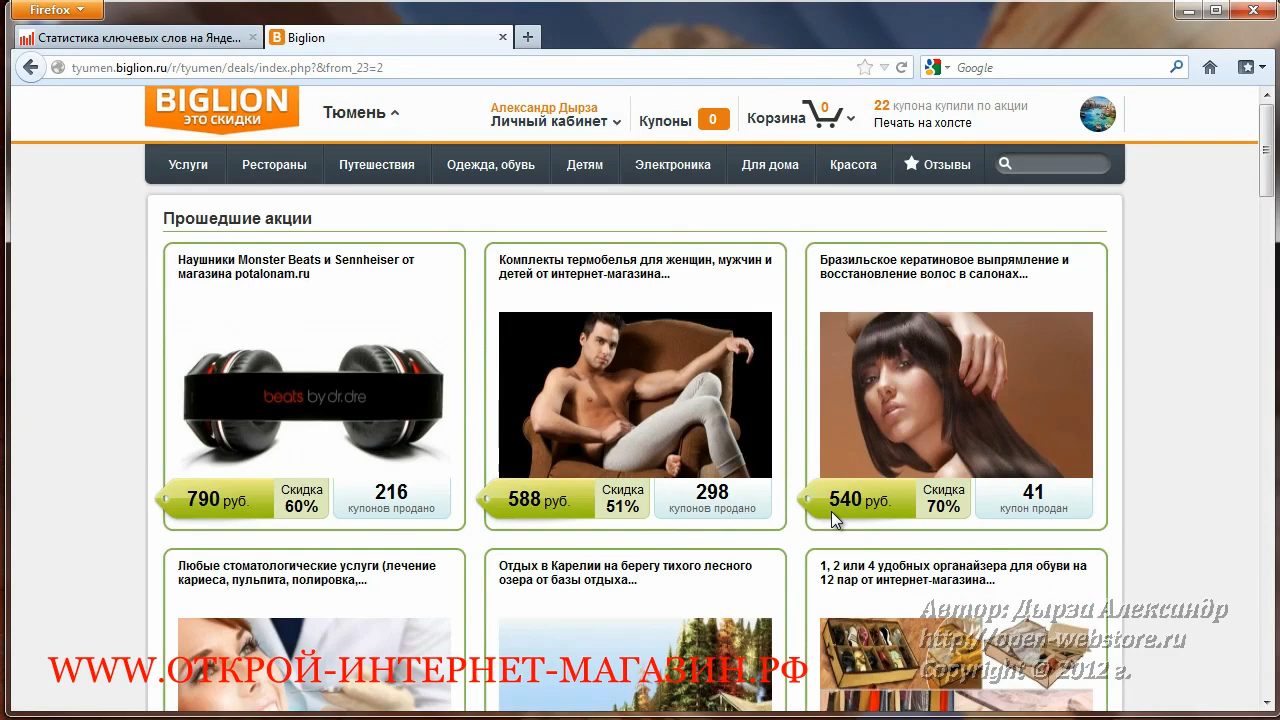 Firefox
Статистика ключевых слов на Янде...
Biglion
tyumen.biglion.ru/r/tyumen/deals/index.php?&from_23=2
Google
BIGLION
ЭТО СКИДКИ
Тюмень
Александр Дырза
Личный кабинет
Купоны 0
Корзина 0
22 купона купили по акции
Печать на холсте
Услуги Рестораны Путешествия Одежда, обувь Детям Электроника Для дома Красота Отзывы
Прошедшие акции
Наушники Monster Beats и Sennheiser от
магазина potalonam.ru
beats by dr.dre
790 руб.
Скидка
60%
216
купонов продано
Комплекты термобелья для женщин, мужчин и
детей от интернет-магазина...
588 руб.
Скидка
51%
298
купонов продано
Бразильское кератиновое выпрямление и
восстановление волос в салонах...
540 руб.
Скидка
70%
41
купон продан
Любые стоматологические услуги (лечение
кариеса, пульпита, полировка,...
Отдых в Карелии на берегу тихого лесного
озера от базы отдыха...
1, 2 или 4 удобных органайзера для обуви на
12 пар от интернет-магазина...
Автор: Дырза Александр
http://open-webstore.ru
Copyright © 2012 г.
WWW.ОТКРОЙ-ИНТЕРНЕТ-МАГАЗИН.РФ